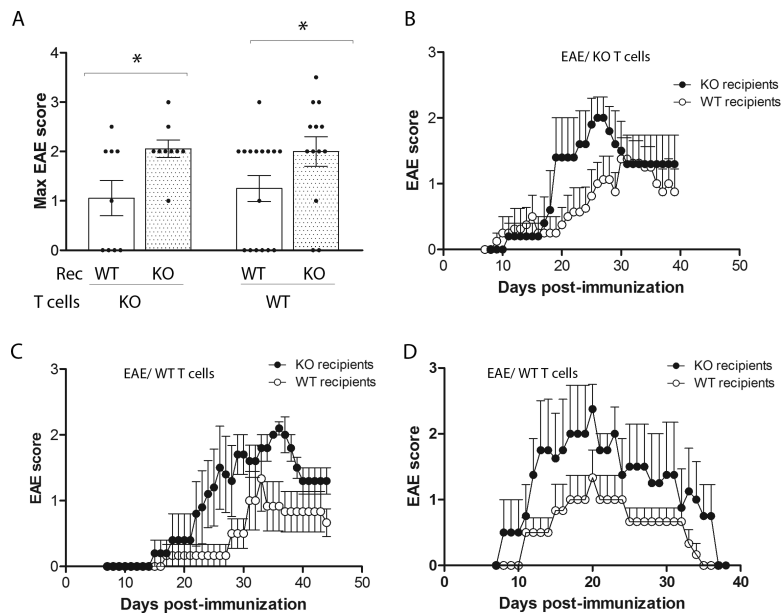 A
*
*
4
3
2
1
0
Max EAE score
Rec WT KO WT KO
T cells KO WT
B
EAE/ KO T cells
KO recipients
WT recipients
3
2
1
0
EAE score
0 10 20 30 40 50
Days post-immunization
C
EAE/ WT T cells
KO recipients
WT recipients
3
2
1
0
EAE score
0 10 20 30 40 50
Days post-immunization
D
EAE/ WT T cells
KO recipients
WT recipients
3
2
1
0
EAE score
0 10 20 30 40
Days post-immunization